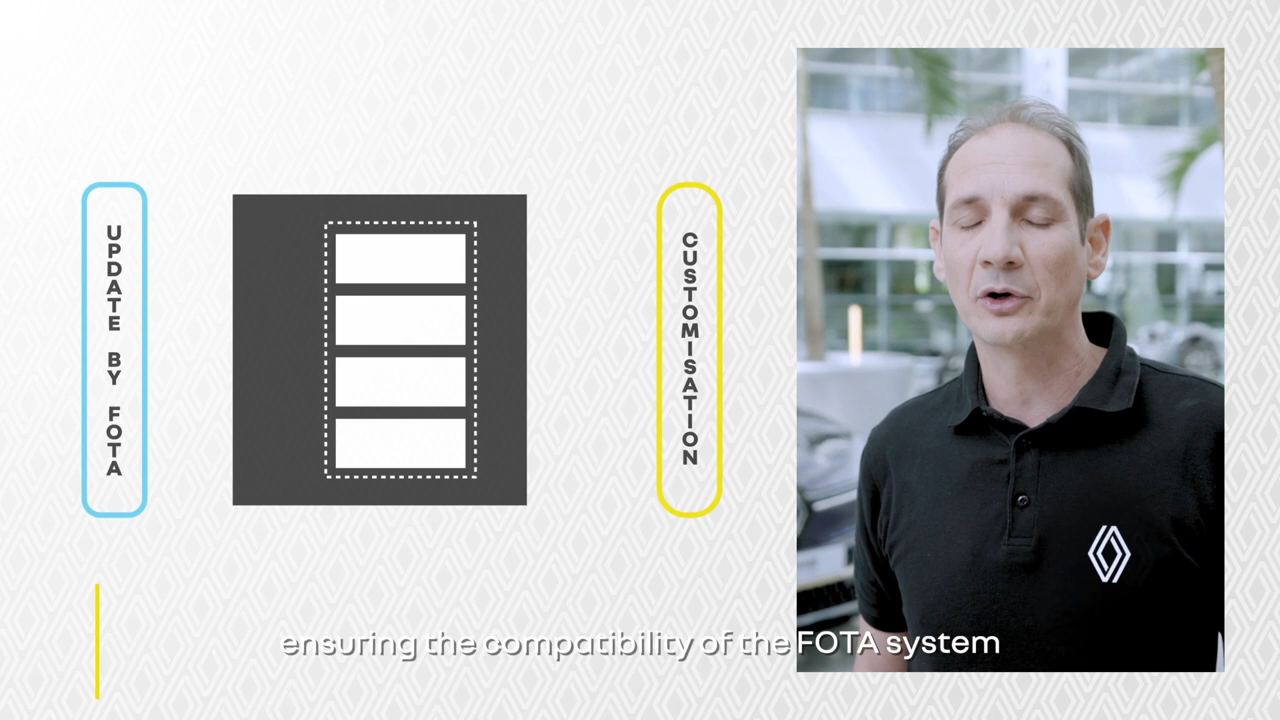 UPDATE BY FOTA
CUSTOMISATION
ensuring the compatibility of the FOTA system